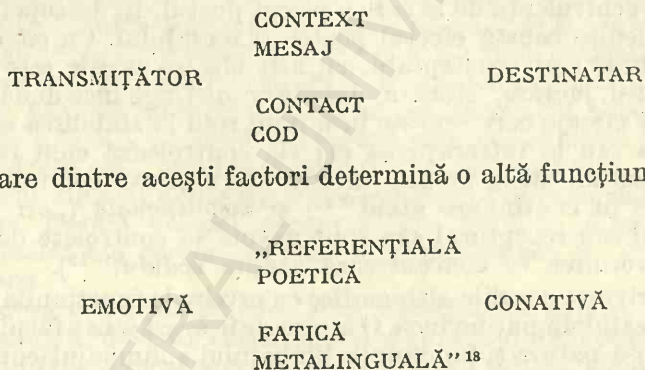 CONTEXT
MESAJ
TRANSMIȚĂTOR DESTINATAR
CONTACT
COD
are dintre acești factori determină o altă funcțiun
„REFERENȚIALĂ
POETICĂ
EMOTIVĂ CONATIVĂ
FATICĂ
METALINGUALĂ” 18